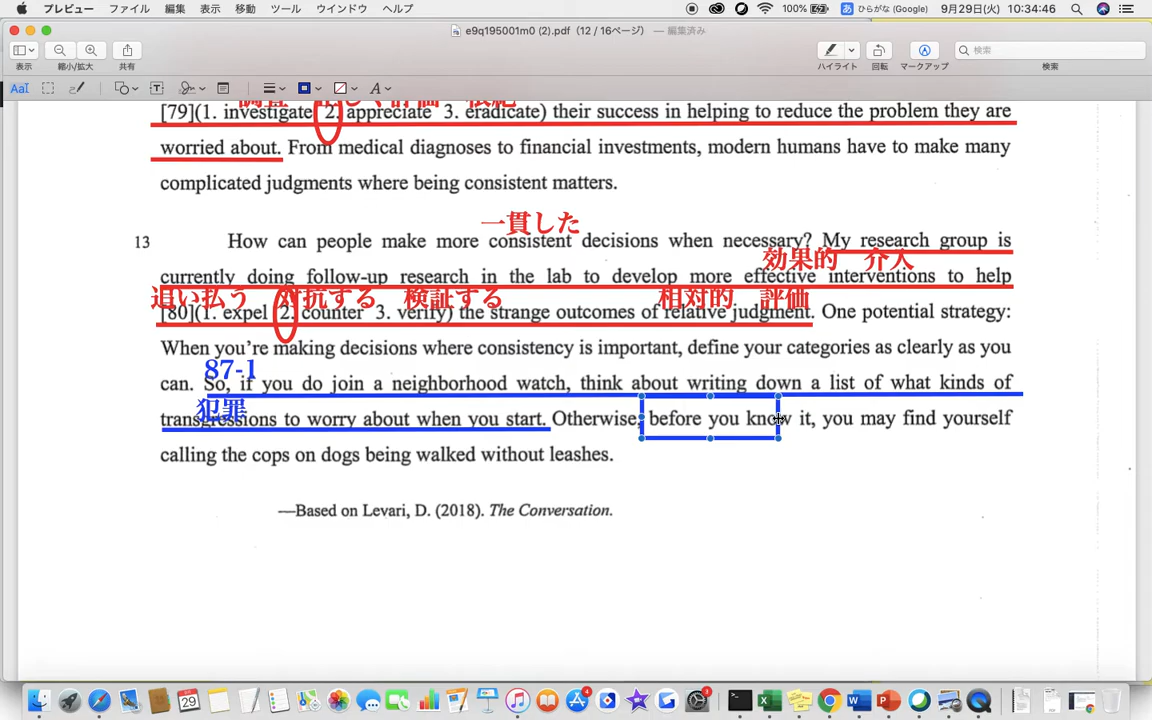 プレビュー ファイル 編集 表示 移動 ツール ウインドウ ヘルプ 100% あ ひらがな (Google) 9月29日(火) 10:34:46
e9q195001m0 (2).pdf (12 / 16ページ) — 編集済み
検索
表示 縮小/拡大 共有 ハイライト 回転 マークアップ 検索
[79](1. investigate 2. appreciate 3. eradicate) their success in helping to reduce the problem they are
worried about. From medical diagnoses to financial investments, modern humans have to make many
complicated judgments where being consistent matters.
一貫した
13 How can people make more consistent decisions when necessary? My research group is
効果的 介入
currently doing follow-up research in the lab to develop more effective interventions to help
追い払う 対抗する 検証する 相対的 評価
[80](1. expel 2. counter 3. verify) the strange outcomes of relative judgment. One potential strategy:
When you're making decisions where consistency is important, define your categories as clearly as you
87-1
can. So, if you do join a neighborhood watch, think about writing down a list of what kinds of
犯罪
transgressions to worry about when you start. Otherwise, before you know it, you may find yourself
calling the cops on dogs being walked without leashes.
—Based on Levari, D. (2018). The Conversation.